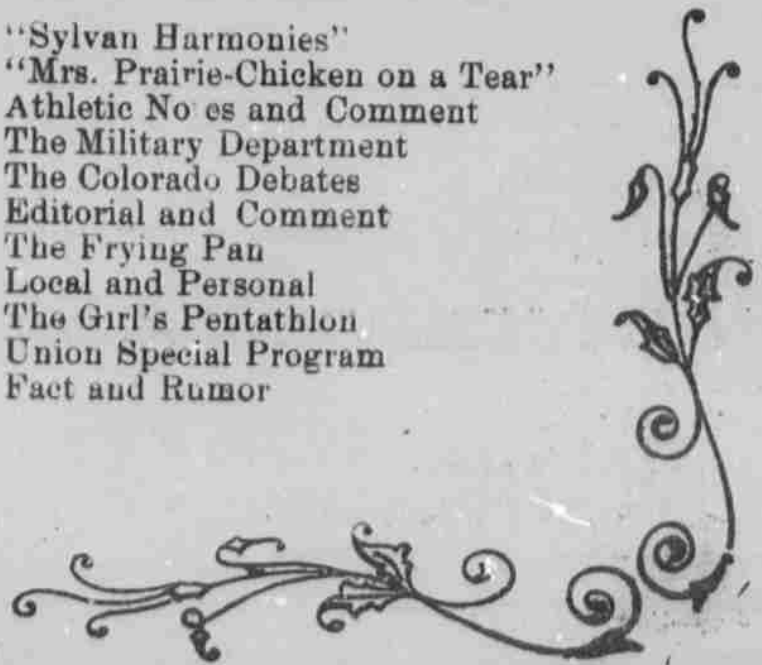 "Sylvan Harmonies"
"Mrs. Prairie-Chicken on a Tear"
Athletic No es and Comment
The Military Department
The Colorado Debates
Editorial and Comment
The Frying Pan
Local and Personal
The Girl's Pentathlon
Union Special Program
Fact and Rumor